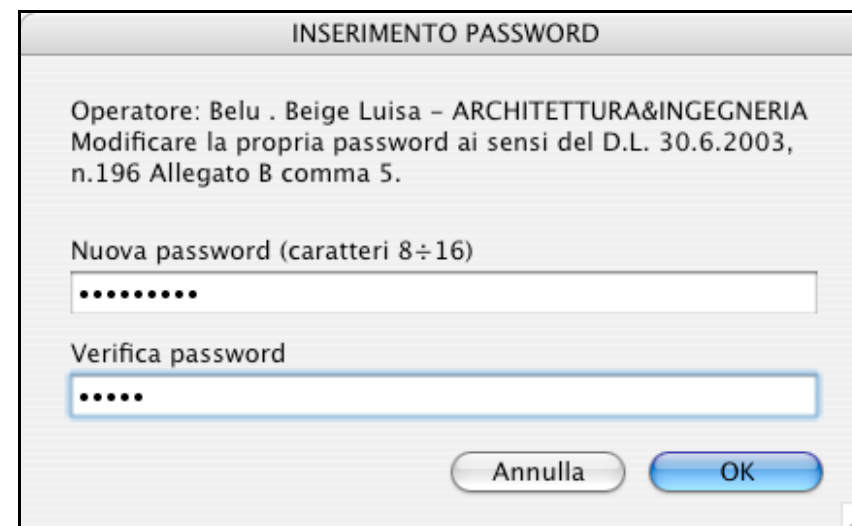 INSERIMENTO PASSWORD
Operatore: Belu . Beige Luisa – ARCHITETTURA&INGEGNERIA
Modificare la propria password ai sensi del D.L. 30.6.2003,
n.196 Allegato B comma 5.
Nuova password (caratteri 8÷16)
•••••••••
Verifica password
•••••
Annulla OK